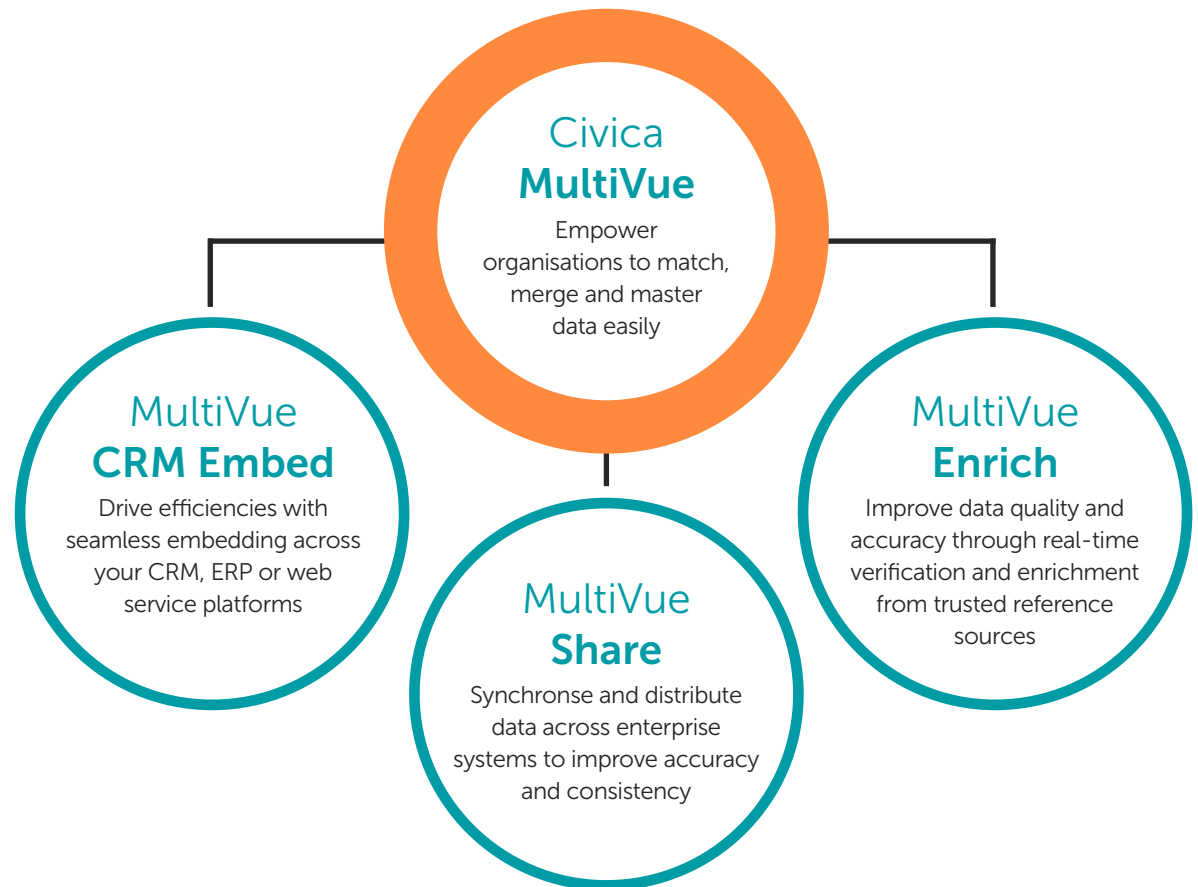 Civica
MultiVue
Empower
organisations to match,
merge and master
data easily
MultiVue
CRM Embed
Drive efficiencies with
seamless embedding across
your CRM, ERP or web
service platforms
MultiVue
Share
Synchronse and distribute
data across enterprise
systems to improve accuracy
and consistency
MultiVue
Enrich
Improve data quality and
accuracy through real-time
verification and enrichment
from trusted reference
sources